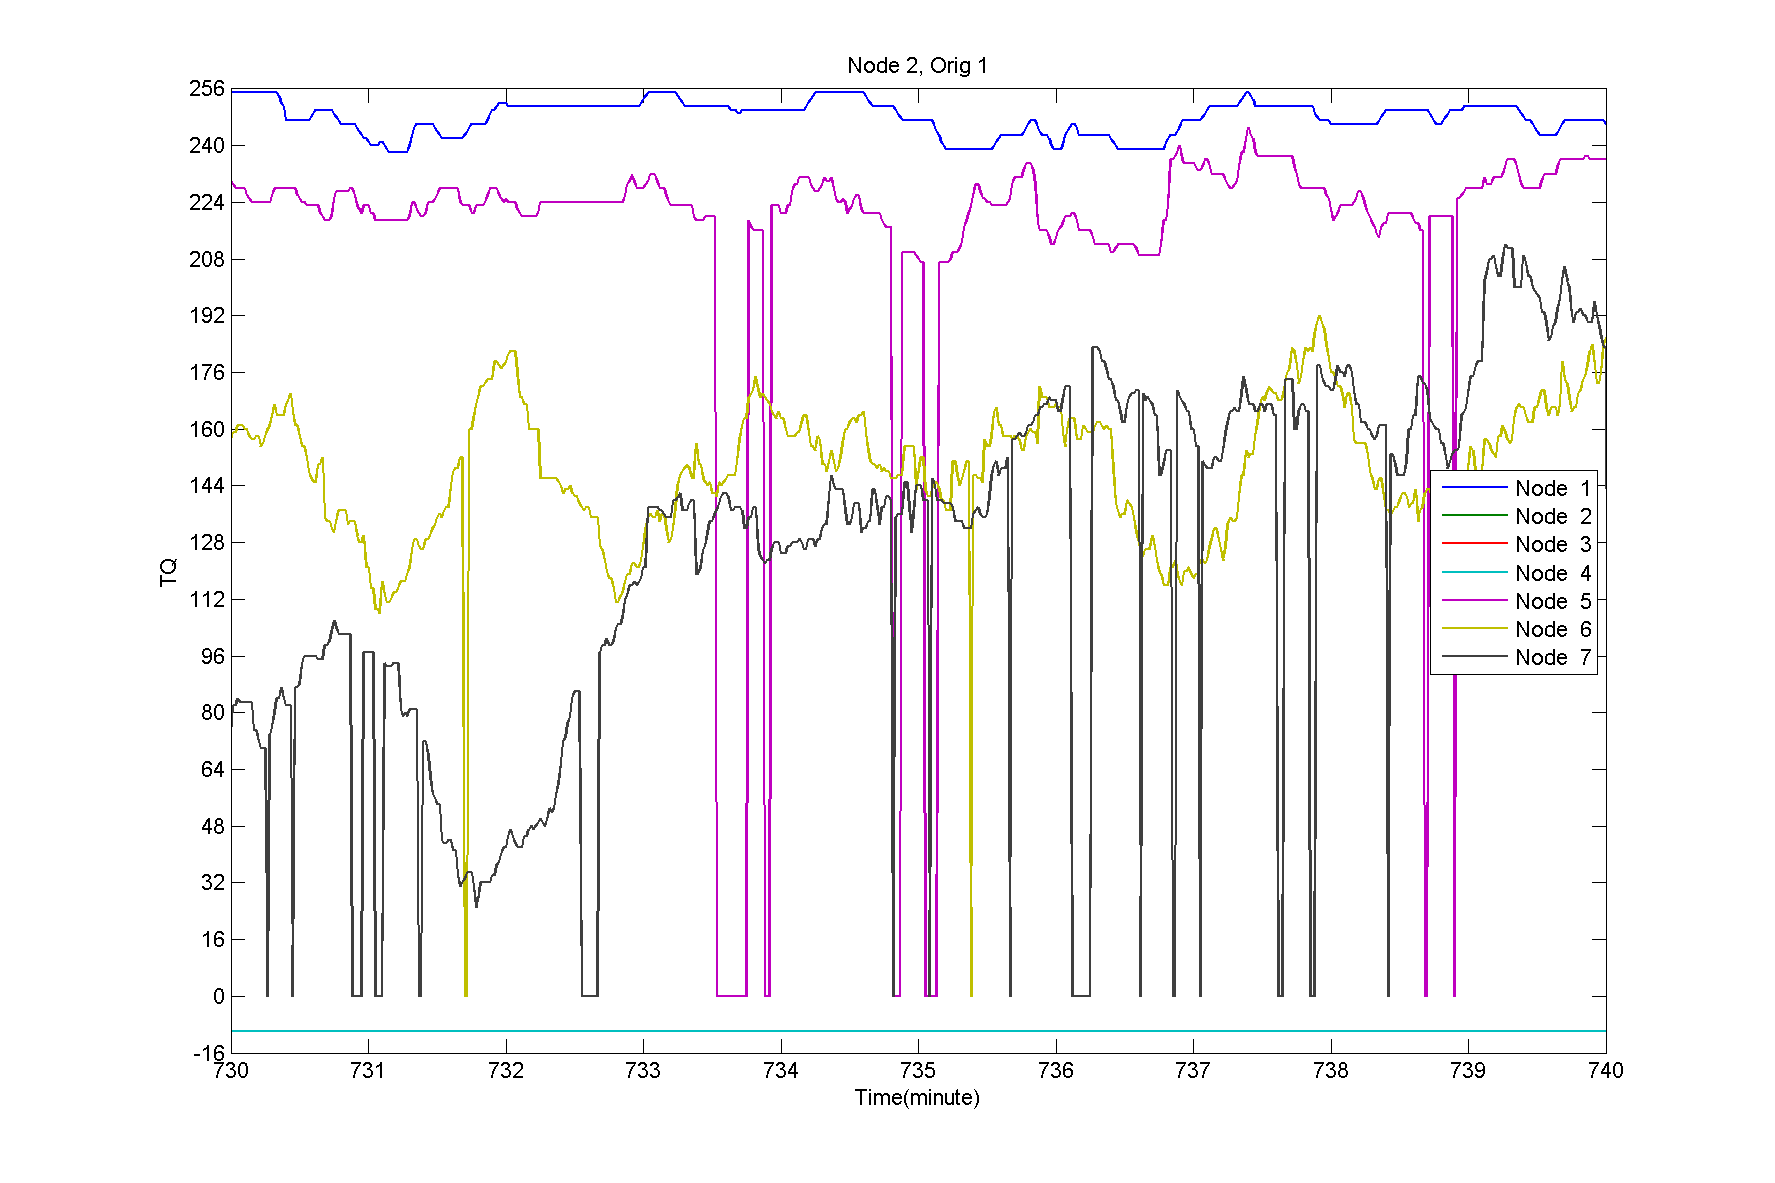 Node 2, Orig 1
256
240
224
208
192
176
160
144
128
112
96
80
64
48
32
16
0
-16
TQ
Node 1
Node 2
Node 3
Node 4
Node 5
Node 6
Node 7
730 731 732 733 734 735 736 737 738 739 740
Time(minute)